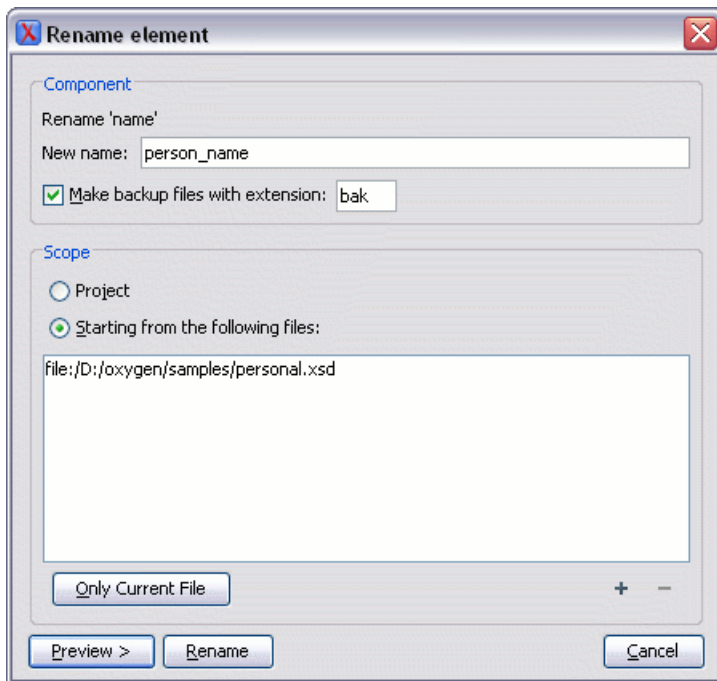 Rename element
Component
Rename 'name'
New name: person_name
Make backup files with extension: bak
Scope
Project
Starting from the following files:
file:/D:/oxygen/samples/personal.xsd
Only Current File + −
Preview > Rename Cancel